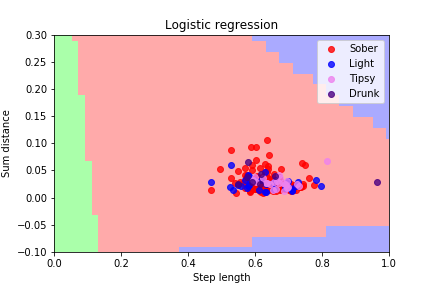 Logistic regression
Sober
Light
Tipsy
Drunk
Sum distance
0.30
0.25
0.20
0.15
0.10
0.05
0.00
−0.05
−0.10
0.0 0.2 0.4 0.6 0.8 1.0
Step length